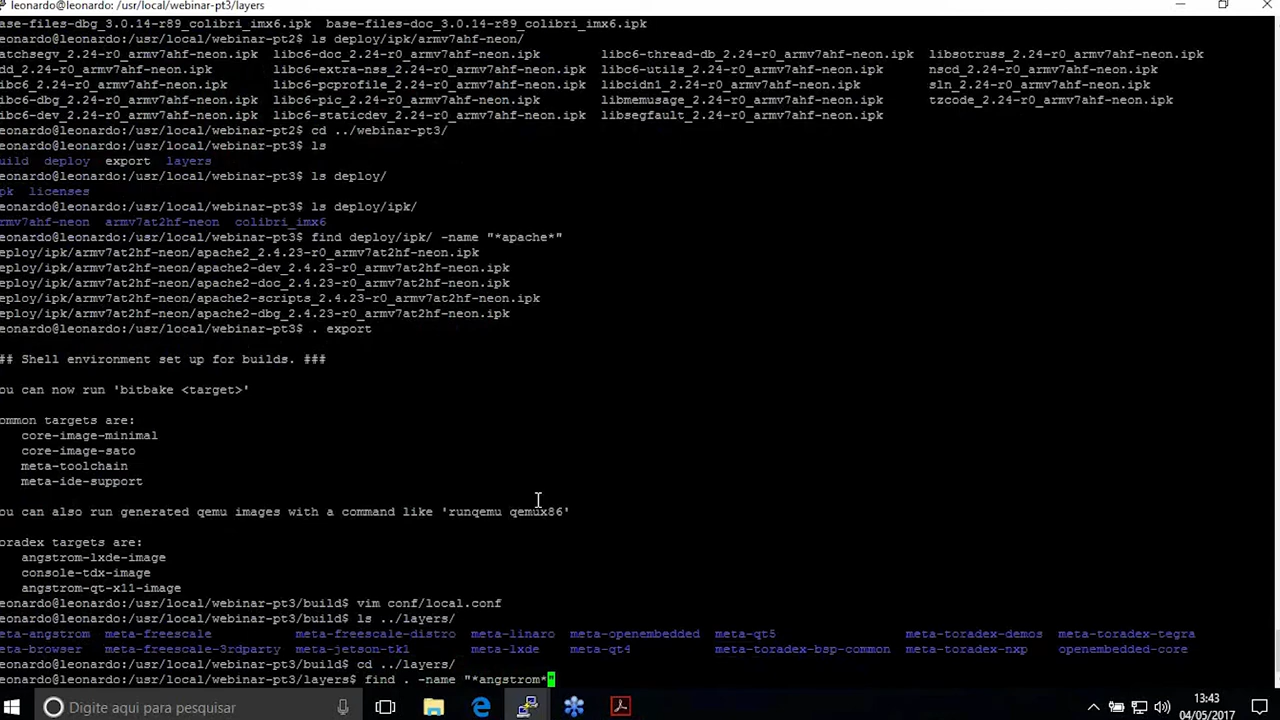 leonardo@leonardo: /usr/local/webinar-pt3/layers
ase-files-dbg_3.0.14-r89_colibri_imx6.ipk  base-files-doc_3.0.14-r89_colibri_imx6.ipk
eonardo@leonardo:/usr/local/webinar-pt2$ ls deploy/ipk/armv7ahf-neon/
atchsegv_2.24-r0_armv7ahf-neon.ipk  libc6-doc_2.24-r0_armv7ahf-neon.ipk  libc6-thread-db_2.24-r0_armv7ahf-neon.ipk  libsotruss_2.24-r0_armv7ahf-neon.ipk
dd_2.24-r0_armv7ahf-neon.ipk  libc6-extra-nss_2.24-r0_armv7ahf-neon.ipk  libc6-utils_2.24-r0_armv7ahf-neon.ipk  nscd_2.24-r0_armv7ahf-neon.ipk
ibc6_2.24-r0_armv7ahf-neon.ipk  libc6-pcprofile_2.24-r0_armv7ahf-neon.ipk  libcidn1_2.24-r0_armv7ahf-neon.ipk  sln_2.24-r0_armv7ahf-neon.ipk
ibc6-dbg_2.24-r0_armv7ahf-neon.ipk  libc6-pic_2.24-r0_armv7ahf-neon.ipk  libmemusage_2.24-r0_armv7ahf-neon.ipk  tzcode_2.24-r0_armv7ahf-neon.ipk
ibc6-dev_2.24-r0_armv7ahf-neon.ipk  libc6-staticdev_2.24-r0_armv7ahf-neon.ipk  libsegfault_2.24-r0_armv7ahf-neon.ipk
eonardo@leonardo:/usr/local/webinar-pt2$ cd ../webinar-pt3/
eonardo@leonardo:/usr/local/webinar-pt3$ ls
uild  deploy  export  layers
eonardo@leonardo:/usr/local/webinar-pt3$ ls deploy/
pk  licenses
eonardo@leonardo:/usr/local/webinar-pt3$ ls deploy/ipk/
rmv7ahf-neon  armv7at2hf-neon  colibri_imx6
eonardo@leonardo:/usr/local/webinar-pt3$ find deploy/ipk/ -name "*apache*"
eploy/ipk/armv7at2hf-neon/apache2_2.4.23-r0_armv7at2hf-neon.ipk
eploy/ipk/armv7at2hf-neon/apache2-dev_2.4.23-r0_armv7at2hf-neon.ipk
eploy/ipk/armv7at2hf-neon/apache2-doc_2.4.23-r0_armv7at2hf-neon.ipk
eploy/ipk/armv7at2hf-neon/apache2-scripts_2.4.23-r0_armv7at2hf-neon.ipk
eploy/ipk/armv7at2hf-neon/apache2-dbg_2.4.23-r0_armv7at2hf-neon.ipk
eonardo@leonardo:/usr/local/webinar-pt3$ . export
## Shell environment set up for builds. ###
ou can now run 'bitbake <target>'
ommon targets are:
core-image-minimal
core-image-sato
meta-toolchain
meta-ide-support
ou can also run generated qemu images with a command like 'runqemu qemux86'
oradex targets are:
angstrom-lxde-image
console-tdx-image
angstrom-qt-x11-image
eonardo@leonardo:/usr/local/webinar-pt3/build$ vim conf/local.conf
eonardo@leonardo:/usr/local/webinar-pt3/build$ ls ../layers/
eta-angstrom  meta-freescale  meta-freescale-distro  meta-linaro  meta-openembedded  meta-qt5  meta-toradex-demos  meta-toradex-tegra
eta-browser  meta-freescale-3rdparty  meta-jetson-tk1  meta-lxde  meta-qt4  meta-toradex-bsp-common  meta-toradex-nxp  openembedded-core
eonardo@leonardo:/usr/local/webinar-pt3/build$ cd ../layers/
eonardo@leonardo:/usr/local/webinar-pt3/layers$ find . -name "*angstrom*"
Digite aqui para pesquisar
13:43
04/05/2017